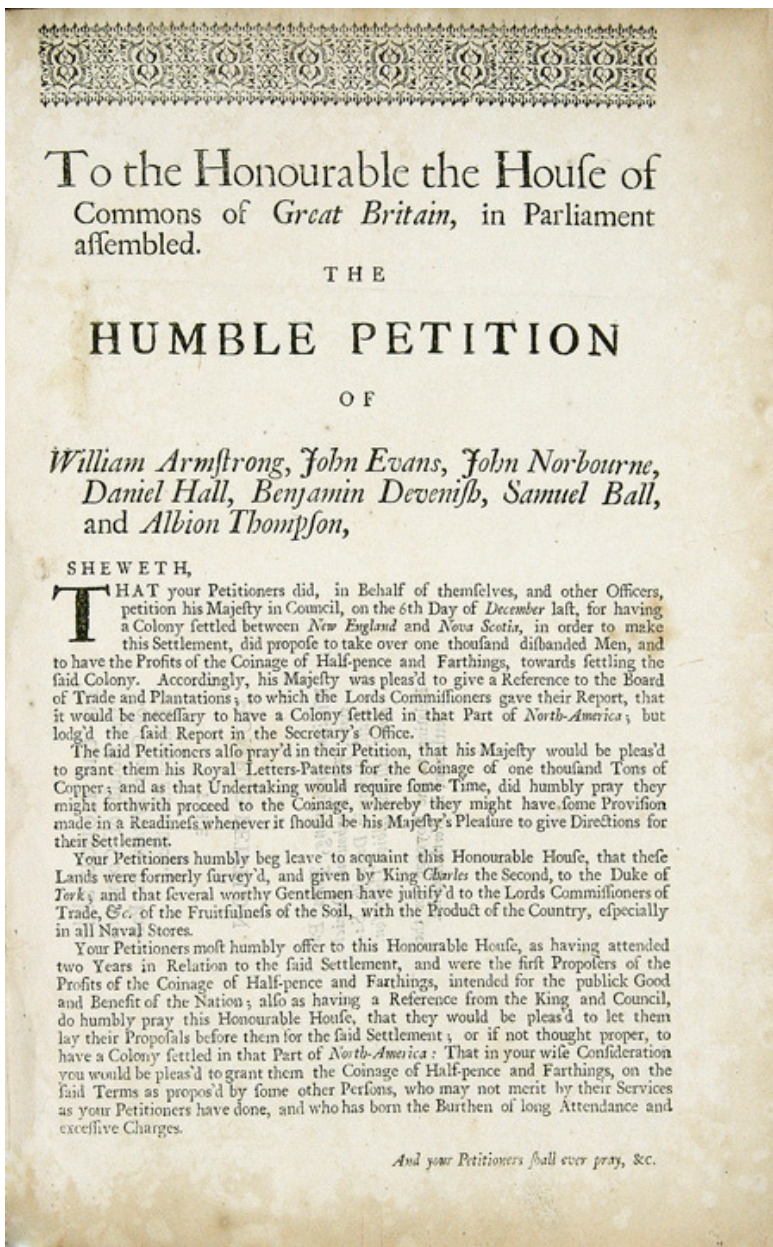 To the Honourable the Houſe of
Commons of Great Britain, in Parliament
aſſembled.
THE
HUMBLE PETITION
OF
William Armſtrong, John Evans, John Norbourne,
Daniel Hall, Benjamin Deveniſh, Samuel Ball,
and Albion Thompſon,
SHEWETH,
THAT your Petitioners did, in Behalf of themſelves, and other Officers,
petition his Majeſty in Council, on the 6th Day of December laſt, for having
a Colony ſettled between New England and Nova Scotia, in order to make
this Settlement, did propoſe to take over one thouſand diſbanded Men, and
to have the Profits of the Coinage of Half-pence and Farthings, towards ſettling the
ſaid Colony. Accordingly, his Majeſty was pleas'd to give a Reference to the Board
of Trade and Plantations; to which the Lords Commiſſioners gave their Report, that
it would be neceſſary to have a Colony ſettled in that Part of North-America; but
lodg'd the ſaid Report in the Secretary's Office.
The ſaid Petitioners alſo pray'd in their Petition, that his Majeſty would be pleas'd
to grant them his Royal Letters-Patents for the Coinage of one thouſand Tons of
Copper; and as that Undertaking would require ſome Time, did humbly pray they
might forthwith proceed to the Coinage, whereby they might have ſome Proviſion
made in a Readineſs whenever it ſhould be his Majeſty's Pleaſure to give Directions for
their Settlement.
Your Petitioners humbly beg leave to acquaint this Honourable Houſe, that theſe
Lands were formerly ſurvey'd, and given by King Charles the Second, to the Duke of
York; and that ſeveral worthy Gentlemen have juſtify'd to the Lords Commiſſioners of
Trade, &c. of the Fruitfulneſs of the Soil, with the Product of the Country, eſpecially
in all Naval Stores.
Your Petitioners moſt humbly offer to this Honourable Houſe, as having attended
two Years in Relation to the ſaid Settlement, and were the firſt Propoſers of the
Profits of the Coinage of Half-pence and Farthings, intended for the publick Good
and Benefit of the Nation; alſo as having a Reference from the King and Council,
do humbly pray this Honourable Houſe, that they would be pleas'd to let them
lay their Propoſals before them for the ſaid Settlement; or if not thought proper, to
have a Colony ſettled in that Part of North-America: That in your wiſe Conſideration
you would be pleas'd to grant them the Coinage of Half-pence and Farthings, on the
ſaid Terms as propos'd by ſome other Perſons, who may not merit by their Services
as your Petitioners have done, and who has born the Burthen of long Attendance and
exceſſive Charges.
And your Petitioners ſhall ever pray, &c.